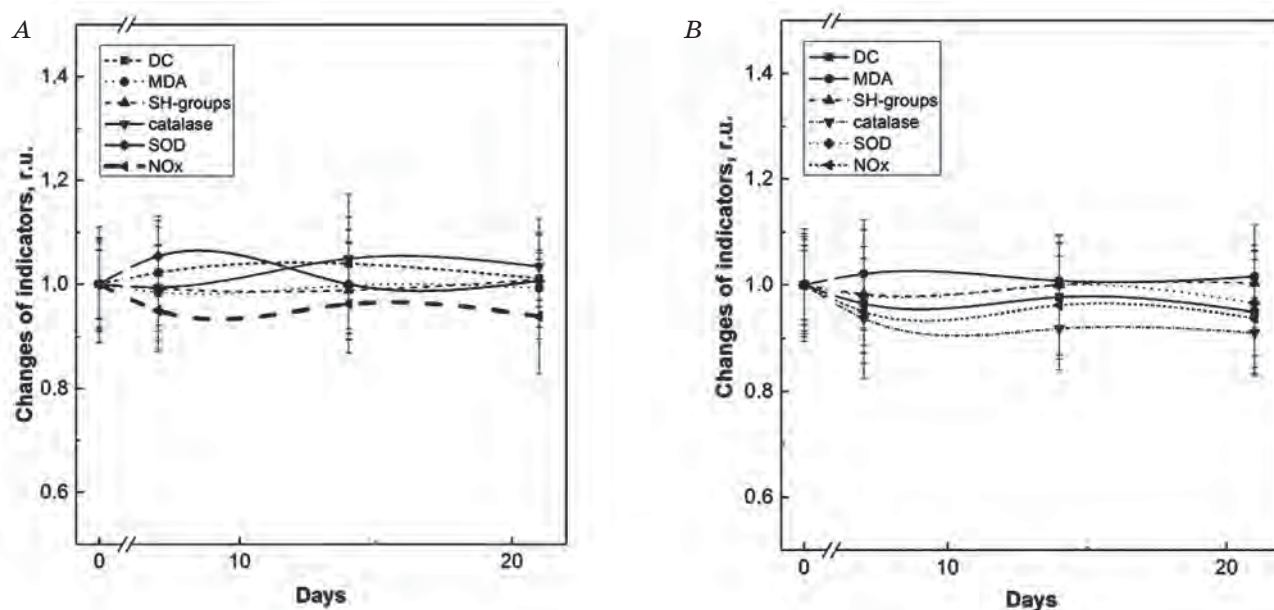 A
DC
MDA
SH-groups
catalase
SOD
NOx
1,4
1,2
1,0
0,8
0,6
Changes of indicators, r.u.
0
10
20
Days
B
DC
MDA
SH-groups
catalase
SOD
NOx
1,4
1,2
1,0
0,8
0,6
Changes of indicators, r.u.
0
10
20
Days